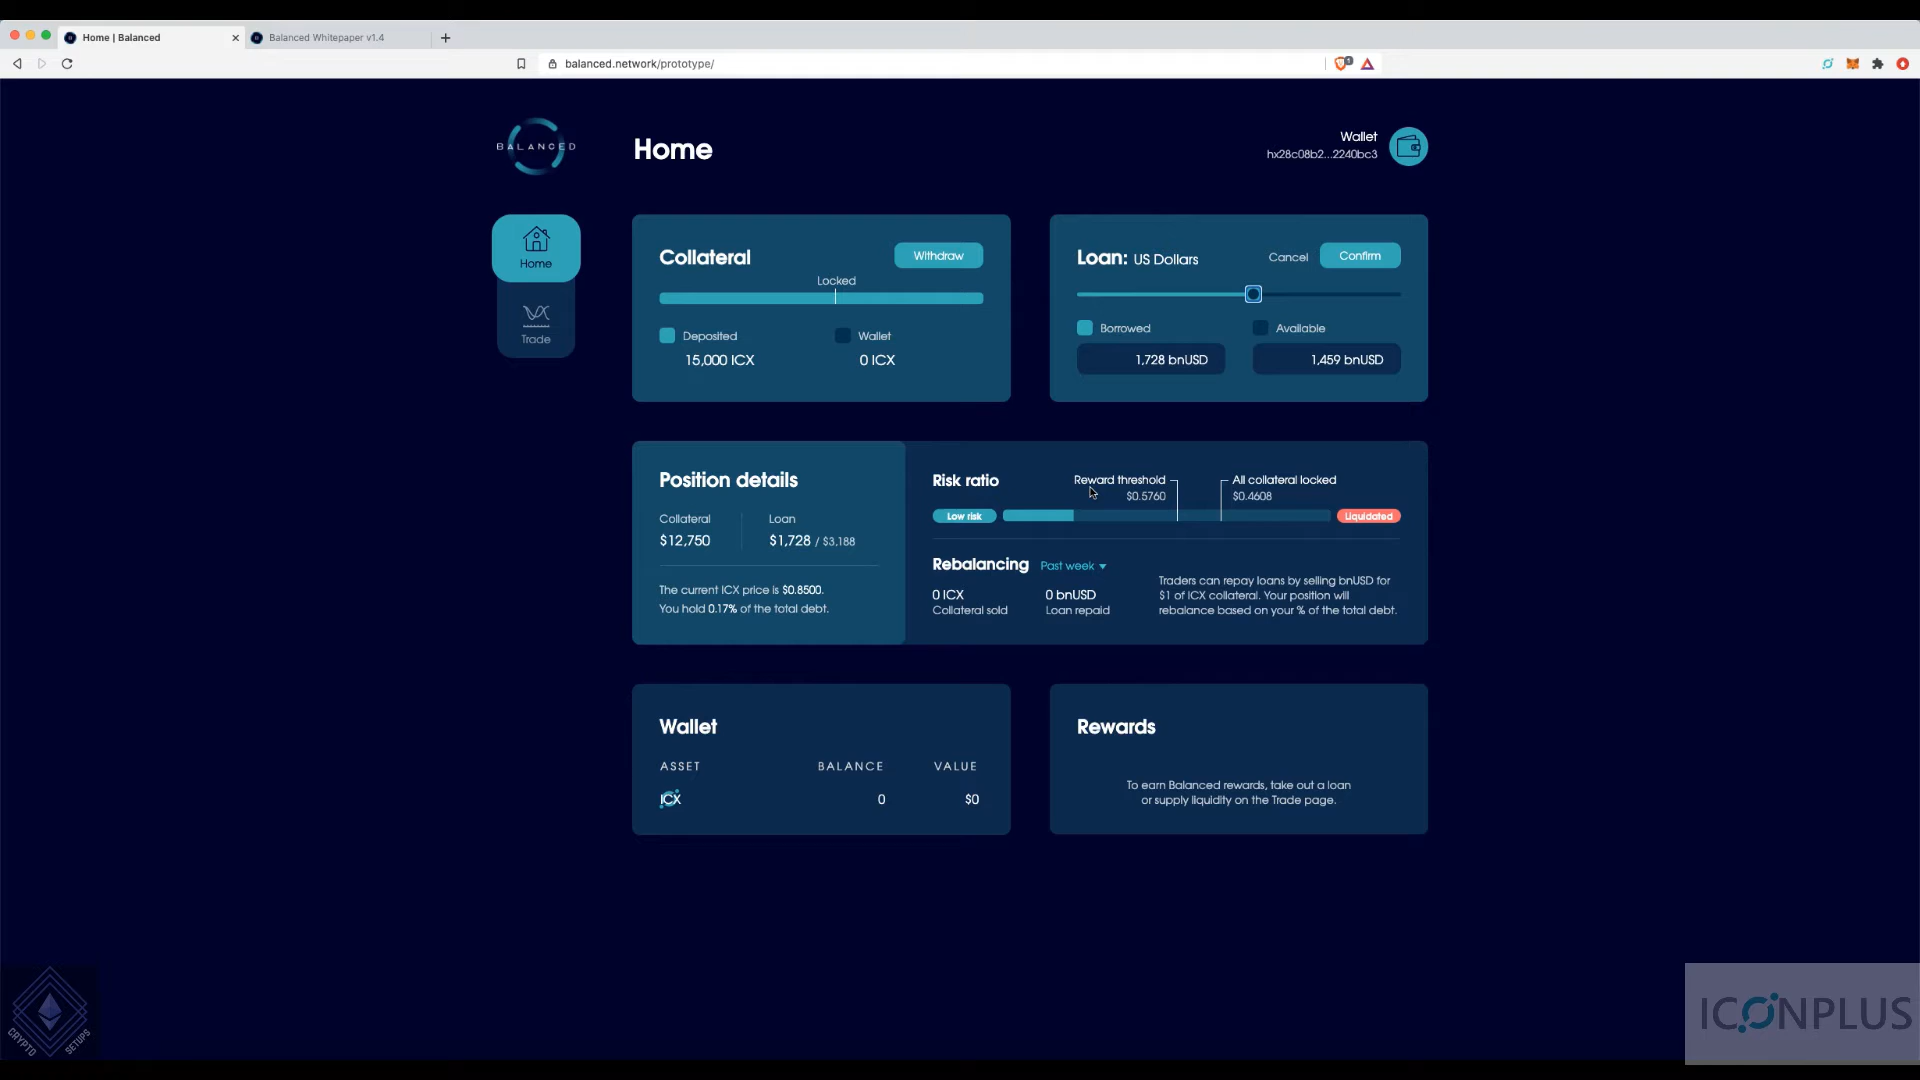 Home | Balanced
Balanced Whitepaper v1.4
balanced.network/prototype/
BALANCED
Home
Wallet
hx28c08b2...2240bc3
Home
Trade
Collateral
Withdraw
Locked
Deposited
Wallet
15,000 ICX
0 ICX
Loan: US Dollars
Cancel
Confirm
Borrowed
Available
1,728 bnUSD
1,459 bnUSD
Position details
Collateral
Loan
$12,750
$1,728 / $3,188
The current ICX price is $0.8500.
You hold 0.17% of the total debt.
Risk ratio
Reward threshold
$0.5760
All collateral locked
$0.4608
Low risk
Liquidated
Rebalancing
Past week
0 ICX
Collateral sold
0 bnUSD
Loan repaid
Traders can repay loans by selling bnUSD for
$1 of ICX collateral. Your position will
rebalance based on your % of the total debt.
Wallet
ASSET BALANCE VALUE
ICX 0 $0
Rewards
To earn Balanced rewards, take out a loan
or supply liquidity on the Trade page.
CRYPTO SETUPS
ICONPLUS